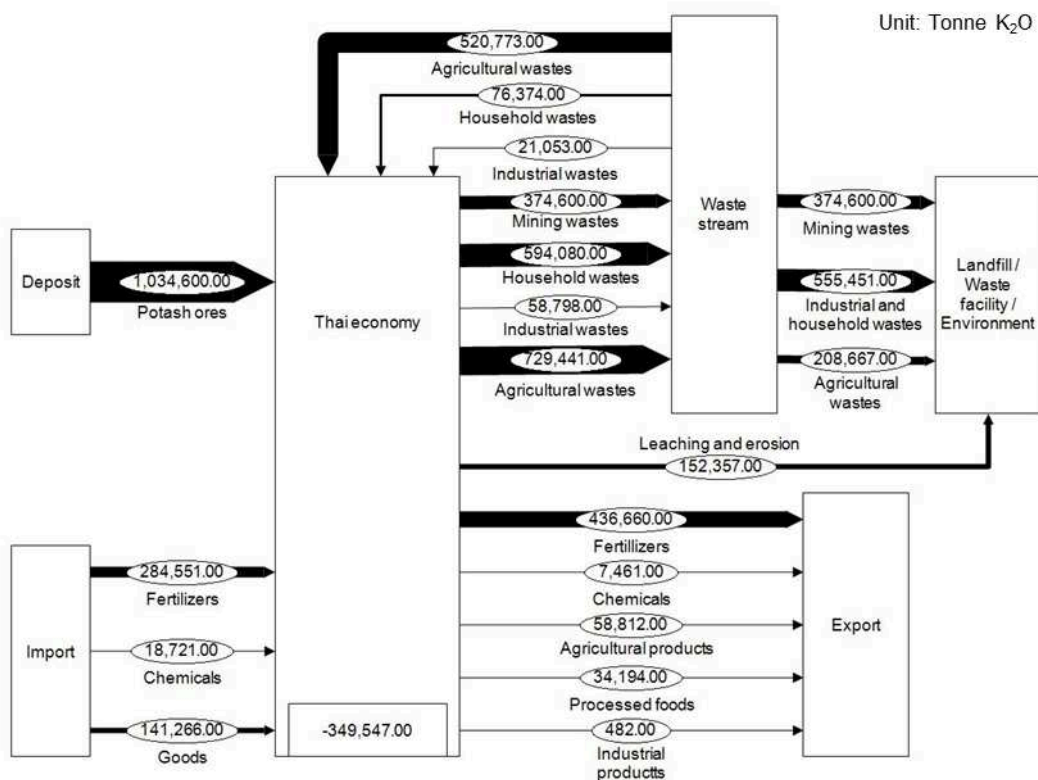 Unit: Tonne K2O
520,773.00
Agricultural wastes
76,374.00
Household wastes
21,053.00
Industrial wastes
374,600.00
Mining wastes
594,080.00
Household wastes
58,798.00
Industrial wastes
729,441.00
Agricultural wastes
Waste
stream
374,600.00
Mining wastes
555,451.00
Industrial and
household wastes
208,667.00
Agricultural
wastes
Landfill /
Waste
facility /
Environment
Deposit
1,034,600.00
Potash ores
Thai economy
Leaching and erosion
152,357.00
Import
284,551.00
Fertilizers
18,721.00
Chemicals
141,266.00
Goods
-349,547.00
436,660.00
Fertillizers
7,461.00
Chemicals
58,812.00
Agricultural products
34,194.00
Processed foods
482.00
Industrial
productts
Export